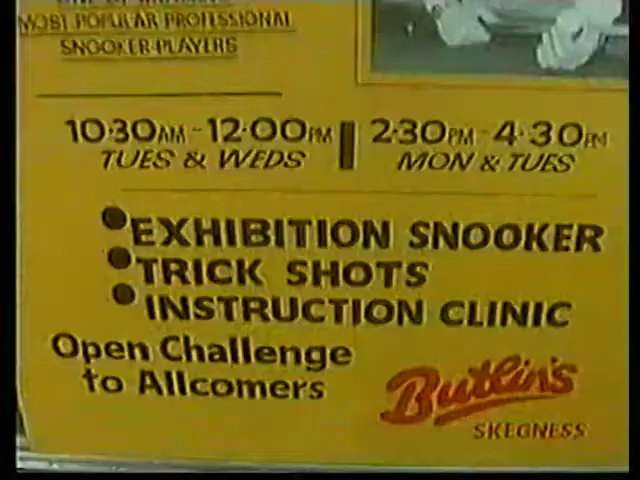 MOST POPULAR PROFESSIONAL
SNOOKER PLAYERS
10·30AM - 12·00PM
TUES & WEDS
2·30PM - 4·30PM
MON & TUES
•EXHIBITION SNOOKER
•TRICK SHOTS
•INSTRUCTION CLINIC
Open Challenge
to Allcomers
Butlin's
SKEGNESS